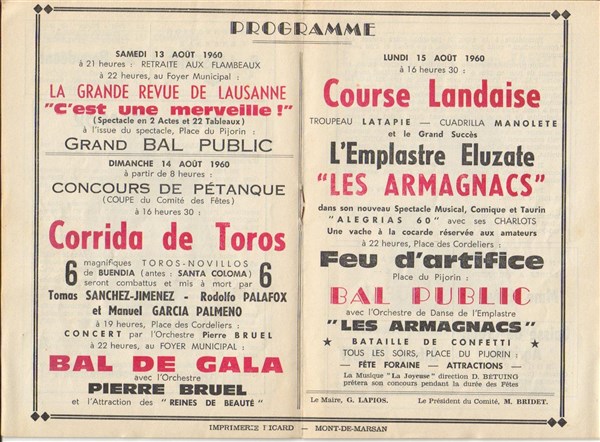 PROGRAMME
SAMEDI 13 AOÛT 1960
à 21 heures : RETRAITE AUX FLAMBEAUX
à 22 heures, au Foyer Municipal :
LA GRANDE REVUE DE LAUSANNE
"C'est une merveille !"
(Spectacle en 2 Actes et 22 Tableaux)
à l'issue du spectacle, Place du Pijorin :
GRAND BAL PUBLIC
DIMANCHE 14 AOÛT 1960
à partir de 8 heures :
CONCOURS DE PÉTANQUE
(COUPE du Comité des Fêtes)
à 16 heures 30 :
Corrida de Toros
6 magnifiques TOROS-NOVILLOS 6
de BUENDIA (antes : SANTA COLOMA)
seront combattus et mis à mort par
Tomas SANCHEZ-JIMENEZ - Rodolfo PALAFOX
et Manuel GARCIA PALMENO
à 19 heures, Place des Cordeliers :
CONCERT par l'Orchestre Pierre BRUEL
à 22 heures, au FOYER MUNICIPAL :
BAL DE GALA
avec l'Orchestre
PIERRE BRUEL
et l'Attraction des "REINES DE BEAUTÉ"
LUNDI 15 AOÛT 1960
à 16 heures 30 :
Course Landaise
TROUPEAU LATAPIE — CUADRILLA MANOLETE
et le Grand Succès
L'Emplastre Eluzate
"LES ARMAGNACS"
dans son nouveau Spectacle Musical, Comique et Taurin
"ALEGRIAS 60" avec ses CHARLOTS
Une vache à la cocarde réservée aux amateurs
à 22 heures, Place des Cordeliers :
Feu d'artifice
Place du Pijorin :
BAL PUBLIC
avec l'Orchestre de Danse de l'Emplastre
"LES ARMAGNACS"
★ BATAILLE DE CONFETTI ★
TOUS LES SOIRS, PLACE DU PIJORIN :
— FÊTE FORAINE — ATTRACTIONS —
La Musique "La Joyeuse" direction D. BETUING
prêtera son concours pendant la durée des Fêtes
Le Maire, G. LAPIOS. Le Président du Comité, M. BRIDET.
— MONT-DE-MARSAN